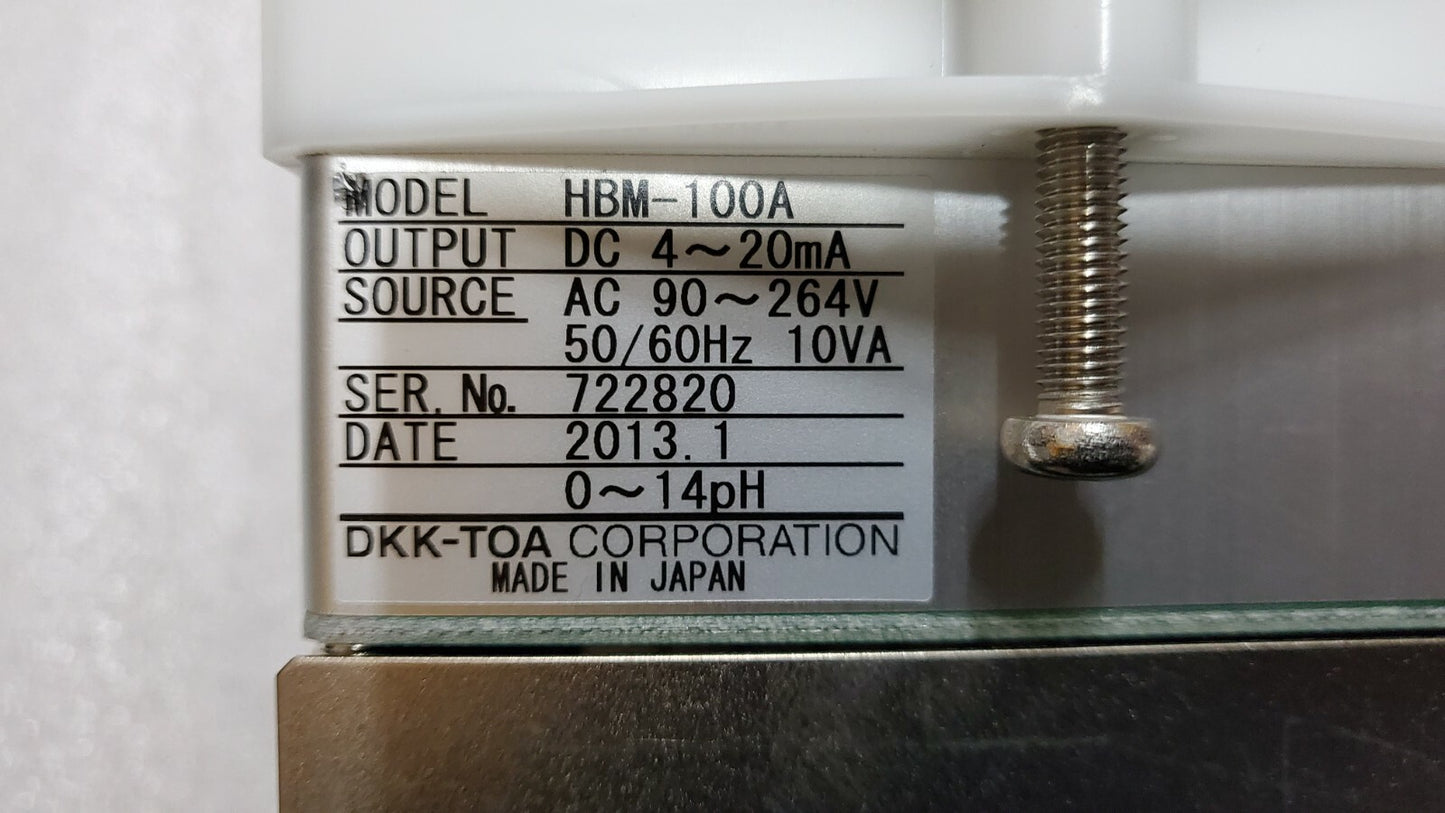 MODEL HBM-100A
OUTPUT DC 4～20mA
SOURCE AC 90～264V
50/60Hz 10VA
SER. No. 722820
DATE 2013. 1
0～14pH
DKK-TOA CORPORATION
MADE IN JAPAN